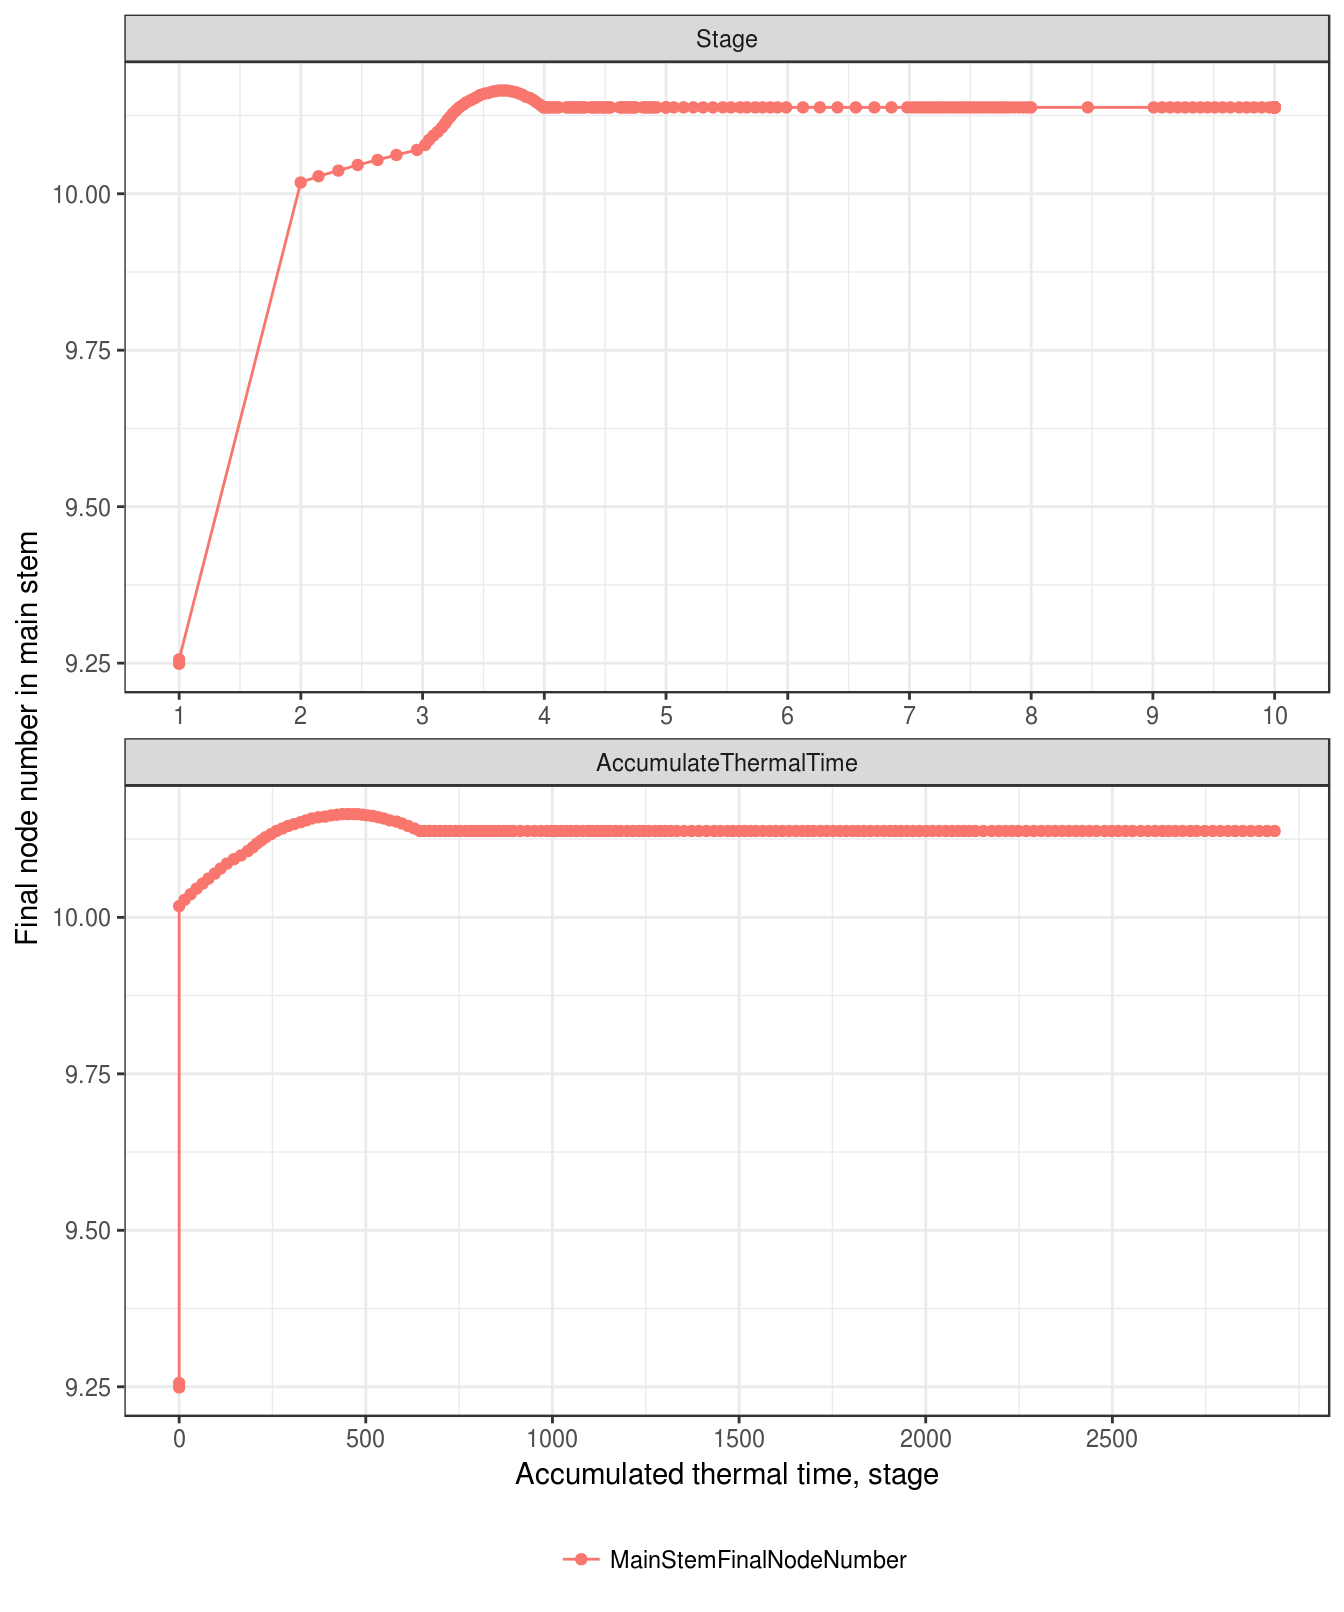 Stage
10.00
9.75
9.50
9.25
1 2 3 4 5 6 7 8 9 10
Final node number in main stem
AccumulateThermalTime
10.00
9.75
9.50
9.25
0 500 1000 1500 2000 2500
Accumulated thermal time, stage
MainStemFinalNodeNumber